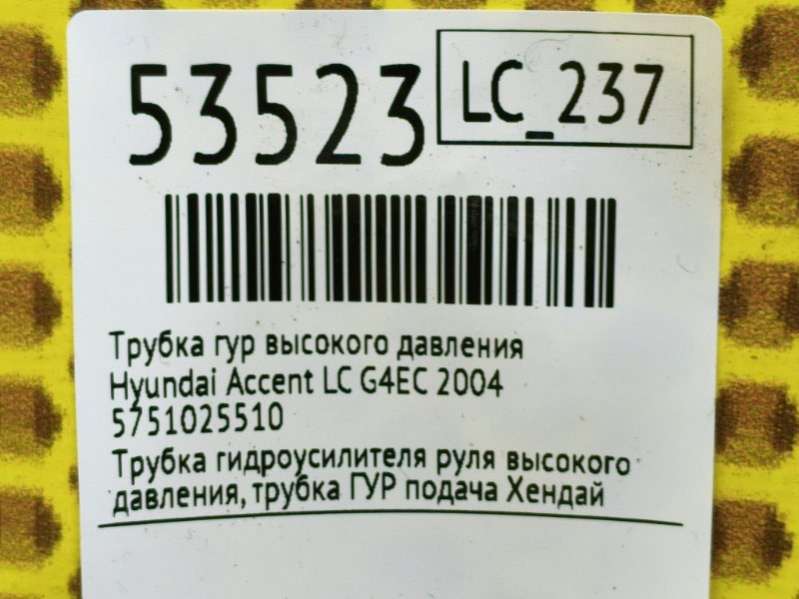 53523 LC_237
Трубка гур высокого давления
Hyundai Accent LC G4EC 2004
5751025510
Трубка гидроусилителя руля высокого
давления, трубка ГУР подача Хендай